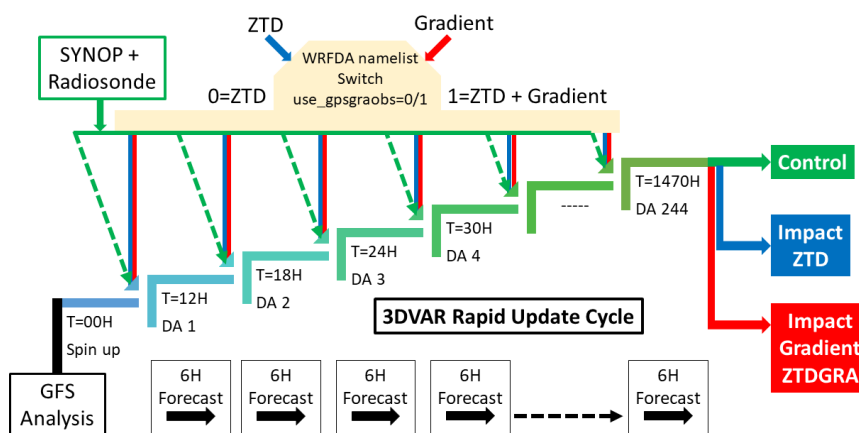 ZTD
Gradient
SYNOP +
Radiosonde
WRFDA namelist
Switch
use_gpsgraobs=0/1
0=ZTD
1=ZTD + Gradient
T=00H
Spin up
T=12H
DA 1
T=18H
DA 2
T=24H
DA 3
T=30H
DA 4
-----
T=1470H
DA 244
Control
Impact
ZTD
Impact
Gradient
ZTDGRA
3DVAR Rapid Update Cycle
GFS
Analysis
6H
Forecast
6H
Forecast
6H
Forecast
6H
Forecast
6H
Forecast